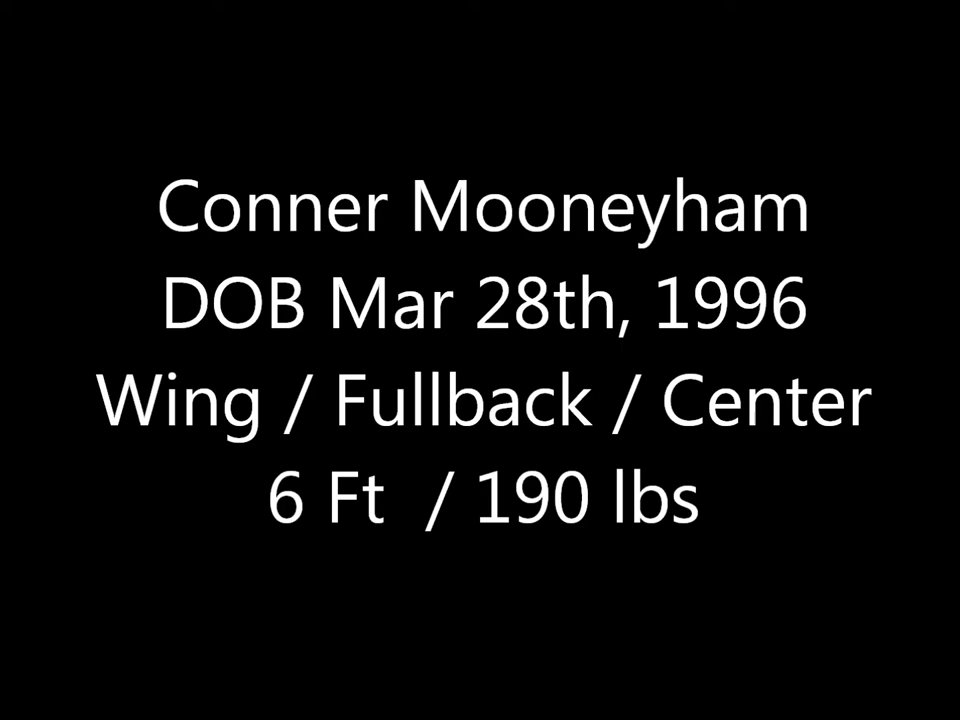 Conner Mooneyham
DOB Mar 28th, 1996
Wing / Fullback / Center
6 Ft  / 190 lbs